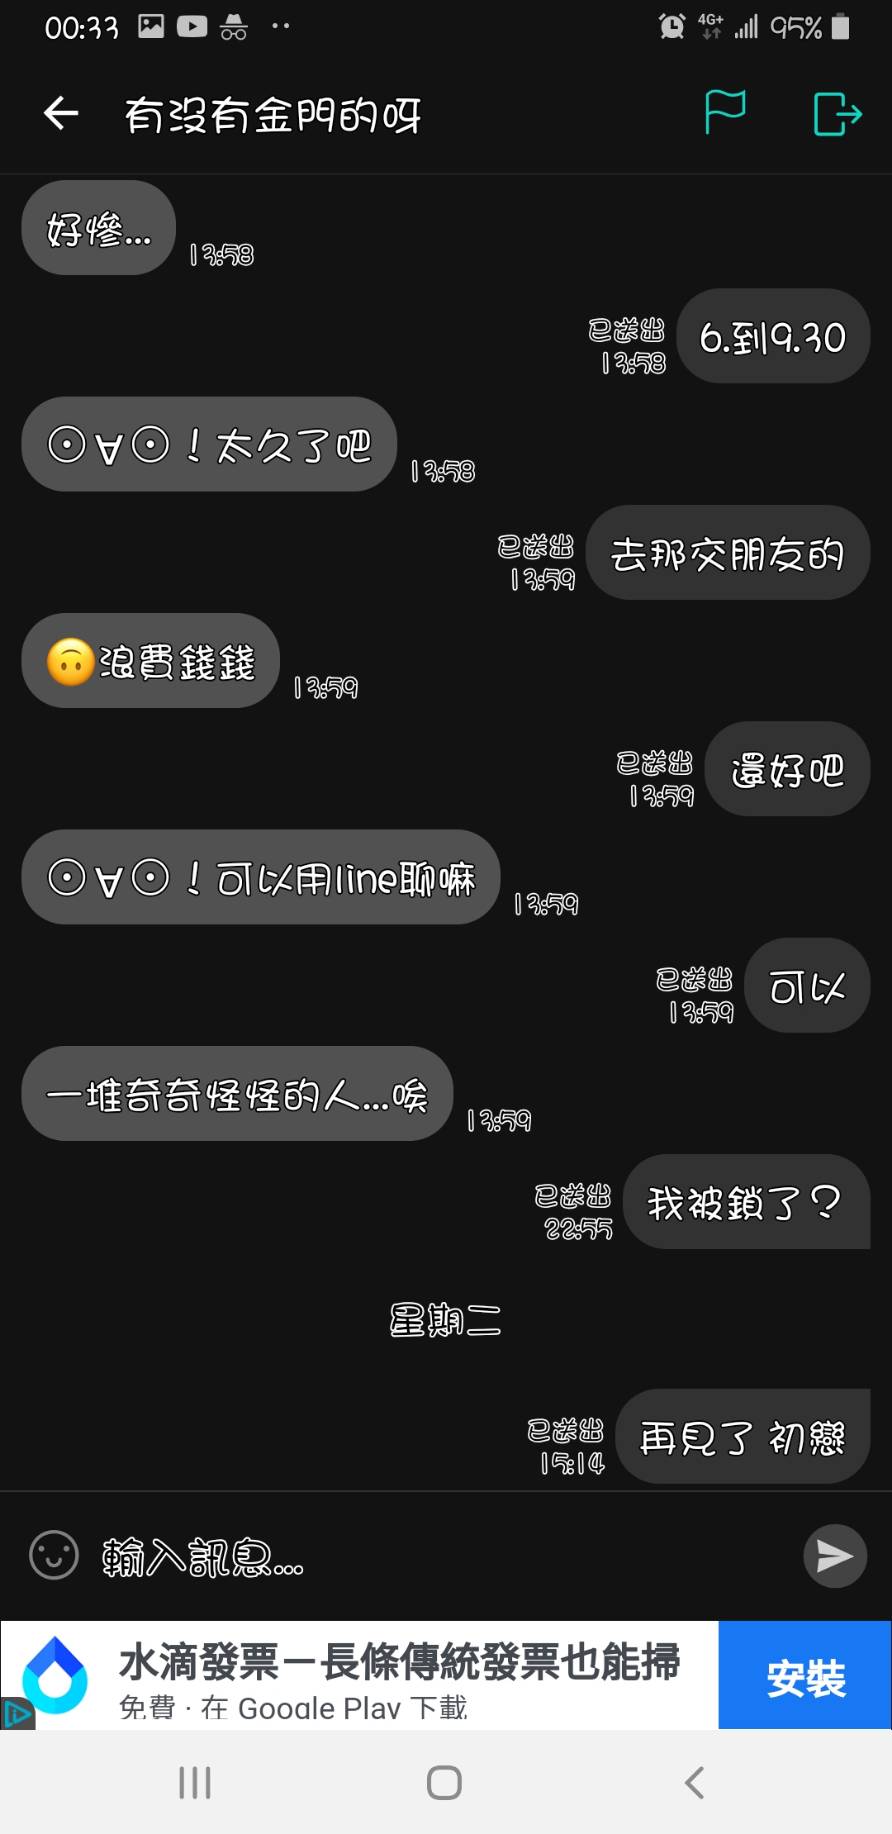 00:33
4G+
95%
有沒有金門的呀
好慘...
13:58
已送出
13:58
6.到9.30
⊙∀⊙！太久了吧
13:58
已送出
13:59
去那交朋友的
🙃浪費錢錢
13:59
已送出
13:59
還好吧
⊙∀⊙！可以用line聊嘛
13:59
已送出
13:59
可以
一堆奇奇怪怪的人...唉
13:59
已送出
22:55
我被鎖了？
星期二
已送出
15:14
再見了 初戀
輸入訊息...
水滴發票－長條傳統發票也能掃
免費 · 在 Google Play 下載
安裝